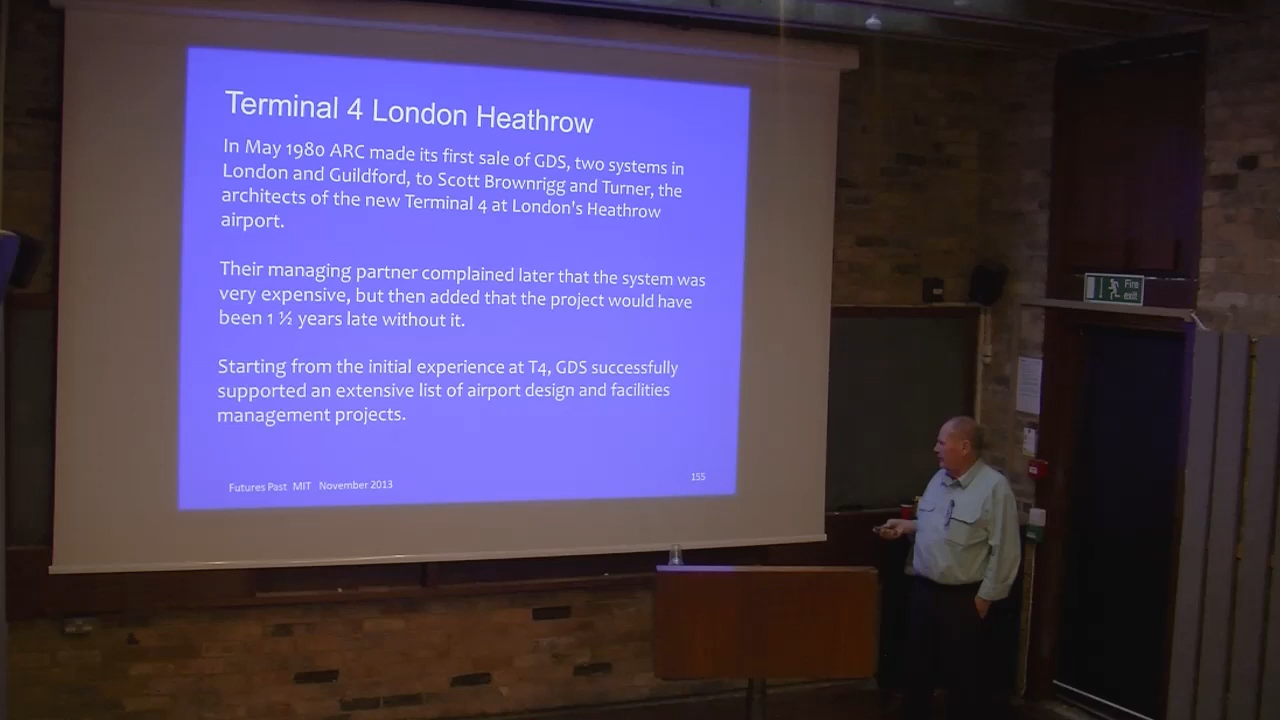 Terminal 4 London Heathrow
In May 1980 ARC made its first sale of GDS, two systems in
London and Guildford, to Scott Brownrigg and Turner, the
architects of the new Terminal 4 at London's Heathrow
airport.
Their managing partner complained later that the system was
very expensive, but then added that the project would have
been 1 ½ years late without it.
Starting from the initial experience at T4, GDS successfully
supported an extensive list of airport design and facilities
management projects.
Futures Past MIT November 2013
155
Fire
exit